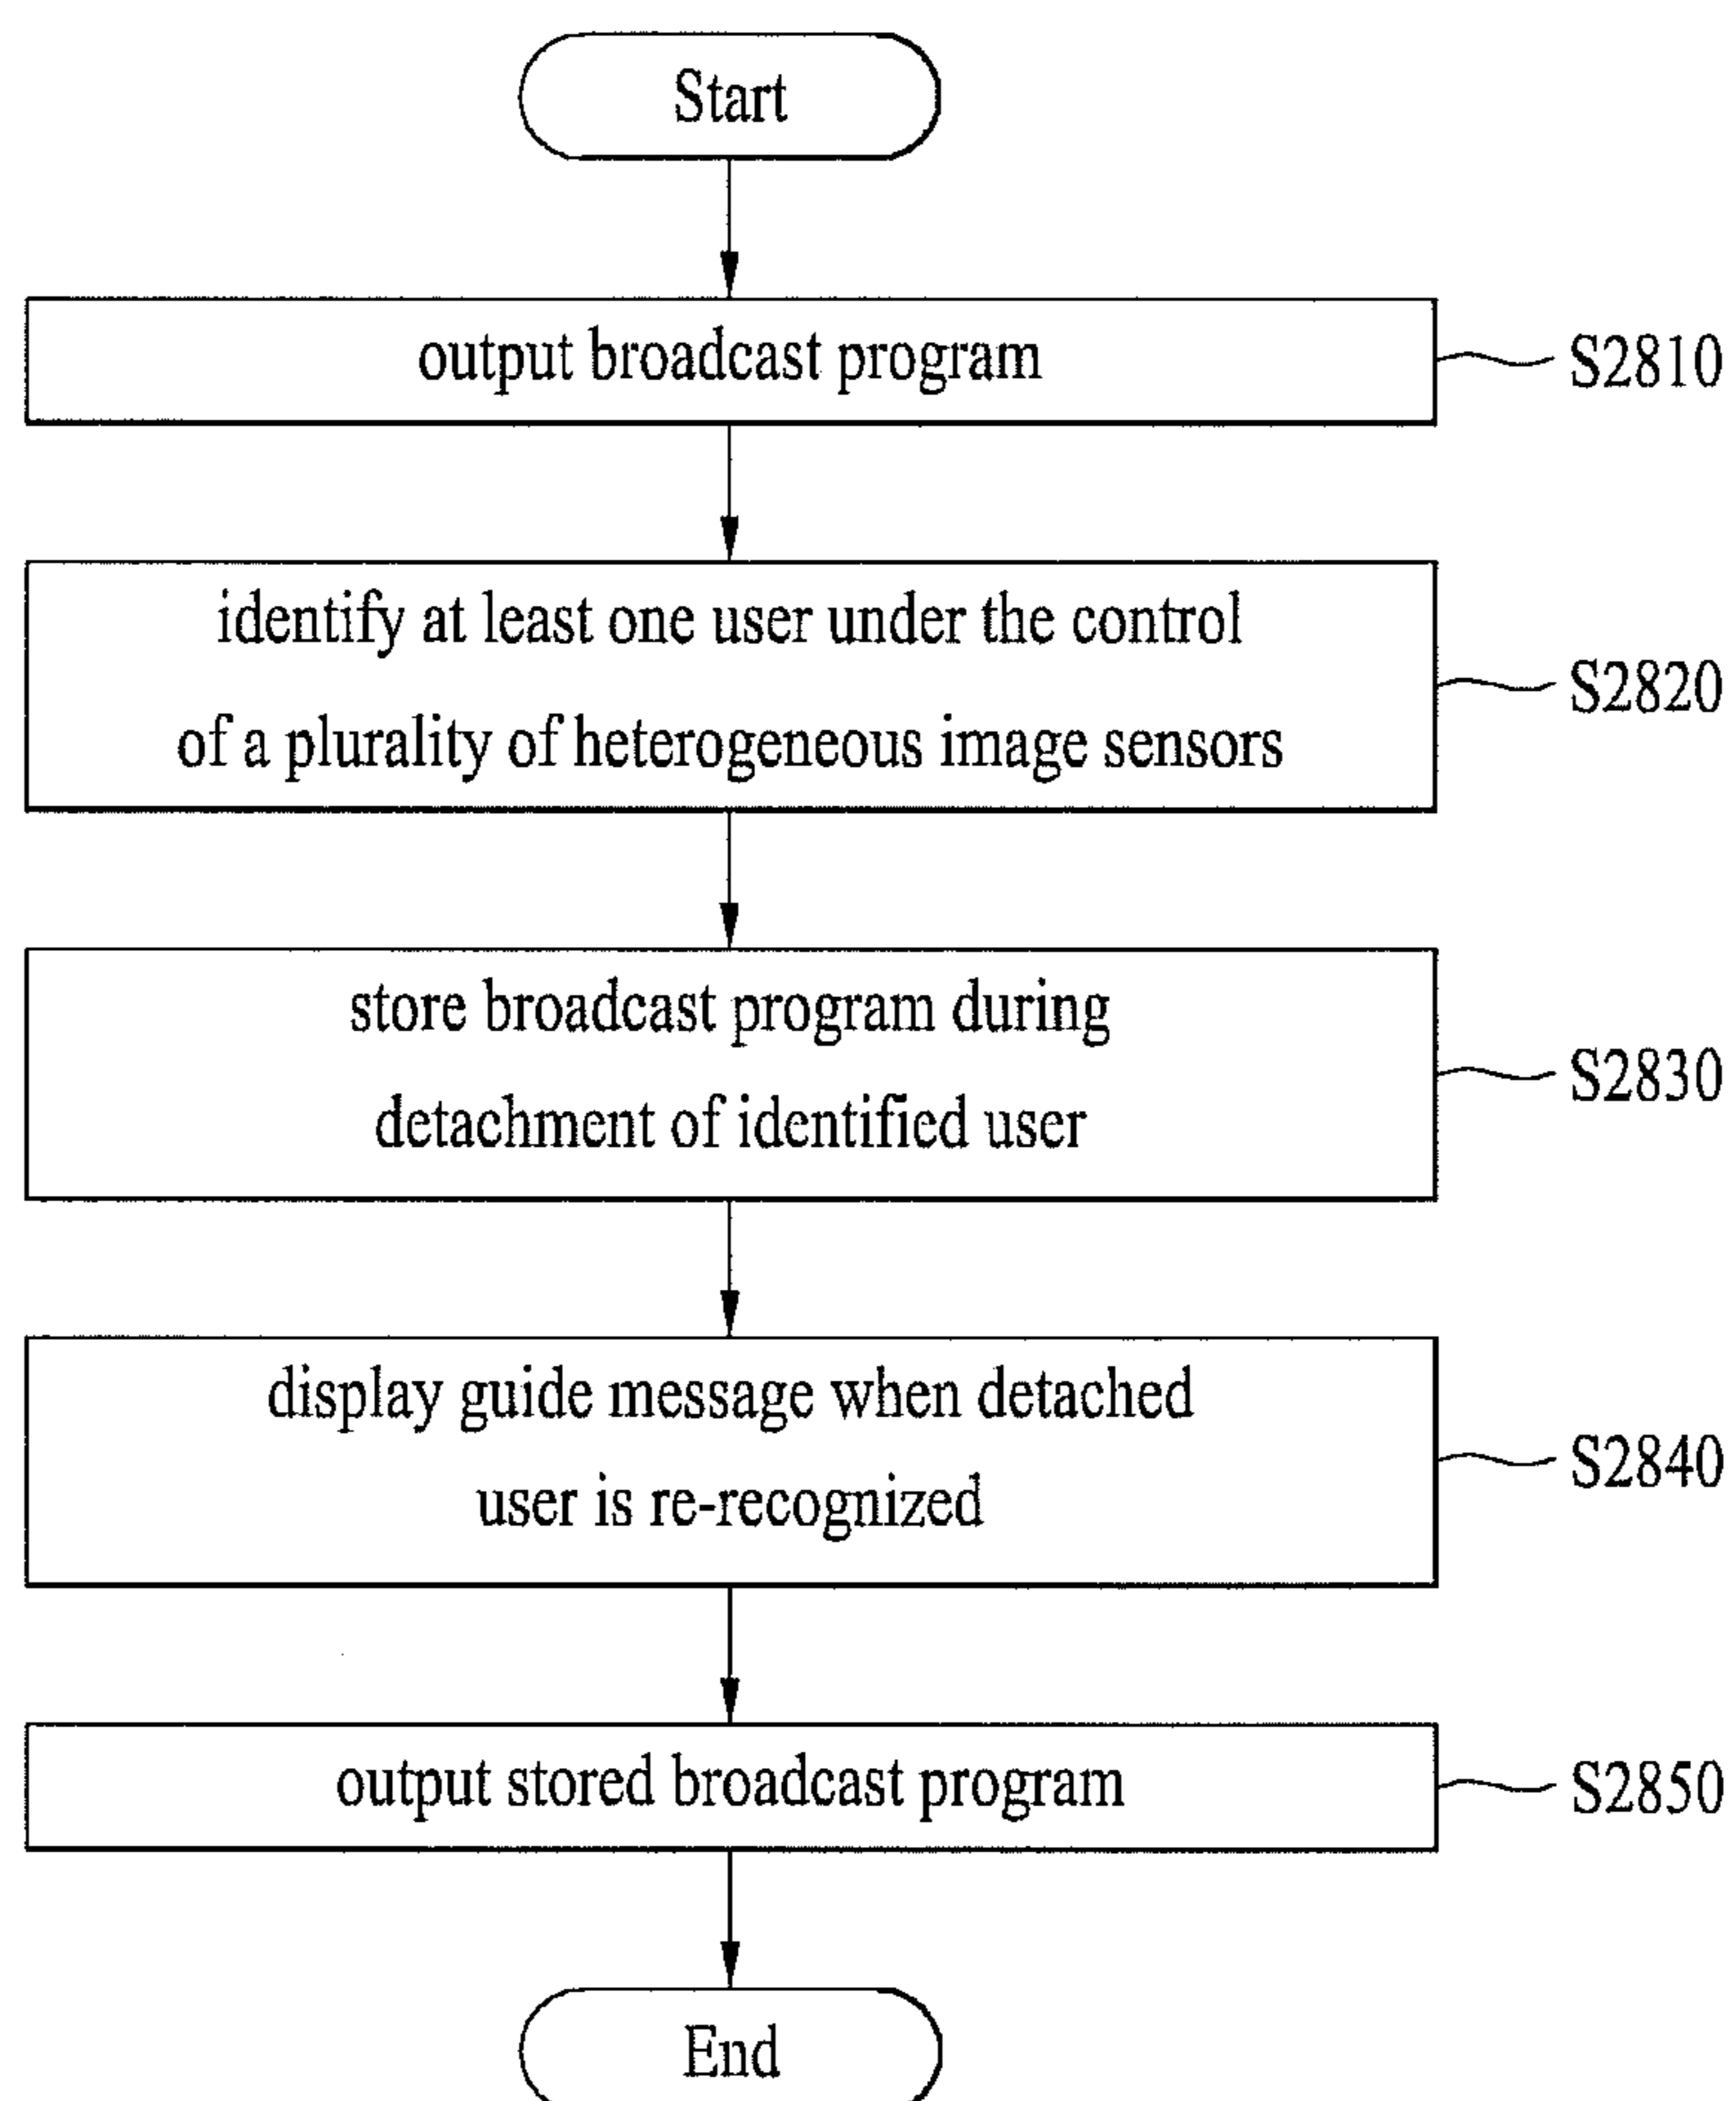 Start
output broadcast program
S2810
identify at least one user under the control
of a plurality of heterogeneous image sensors
S2820
store broadcast program during
detachment of identified user
S2830
display guide message when detached
user is re-recognized
S2840
output stored broadcast program
S2850
End